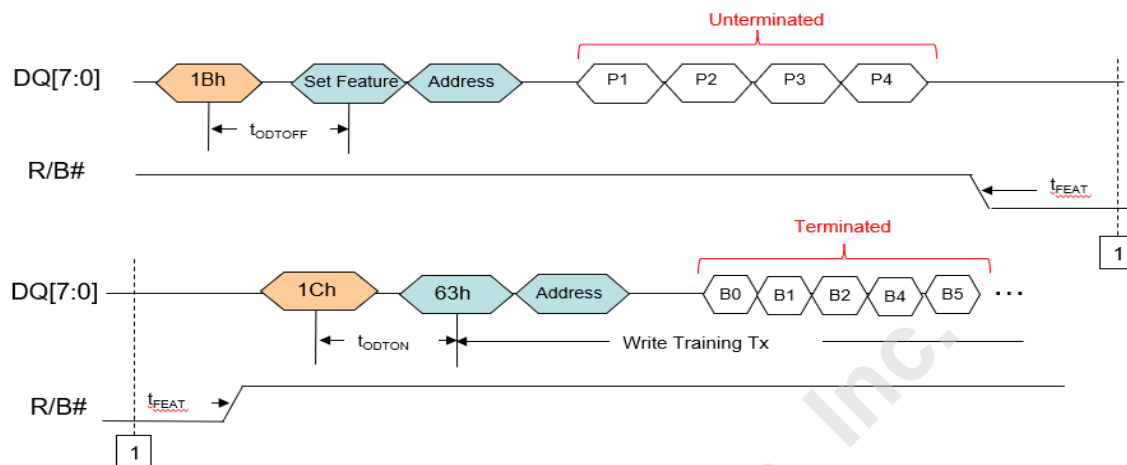 Unterminated
DQ[7:0] 1Bh Set Feature Address P1 P2 P3 P4
tODTOFF
R/B#
tFEAT
1
Terminated
DQ[7:0] 1Ch 63h Address B0 B1 B2 B4 B5 ...
tODTON Write Training Tx
R/B# tFEAT
1
Inc.